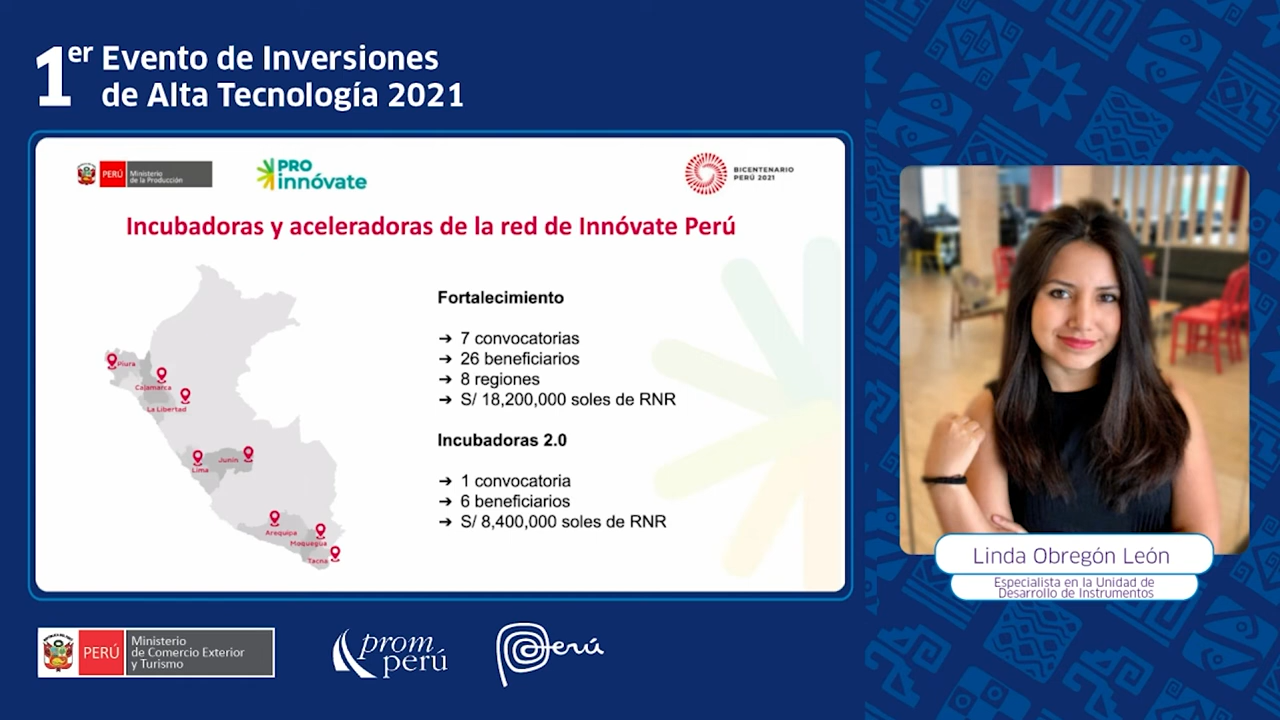 1er Evento de Inversiones
de Alta Tecnología 2021
PERÚ
Ministerio
de la Producción
PRO
innóvate
BICENTENARIO
PERÚ 2021
Incubadoras y aceleradoras de la red de Innóvate Perú
Piura
Cajamarca
La Libertad
Lima
Junín
Arequipa
Moquegua
Tacna
Fortalecimiento
➔ 7 convocatorias
➔ 26 beneficiarios
➔ 8 regiones
➔ S/ 18,200,000 soles de RNR
Incubadoras 2.0
➔ 1 convocatoria
➔ 6 beneficiarios
➔ S/ 8,400,000 soles de RNR
Linda Obregón León
Especialista en la Unidad de
Desarrollo de Instrumentos
PERÚ
Ministerio
de Comercio Exterior
y Turismo
prom
perú
Perú